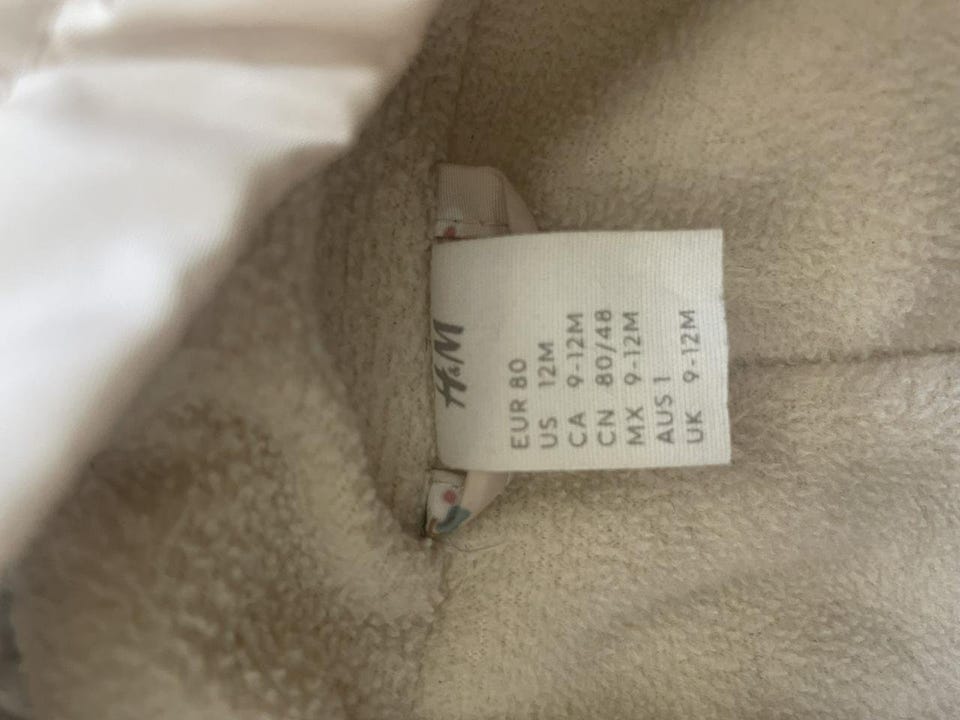 H&M
EUR 80
US 12M
CA 9-12M
CN 80/48
MX 9-12M
AUS 1
UK 9-12M